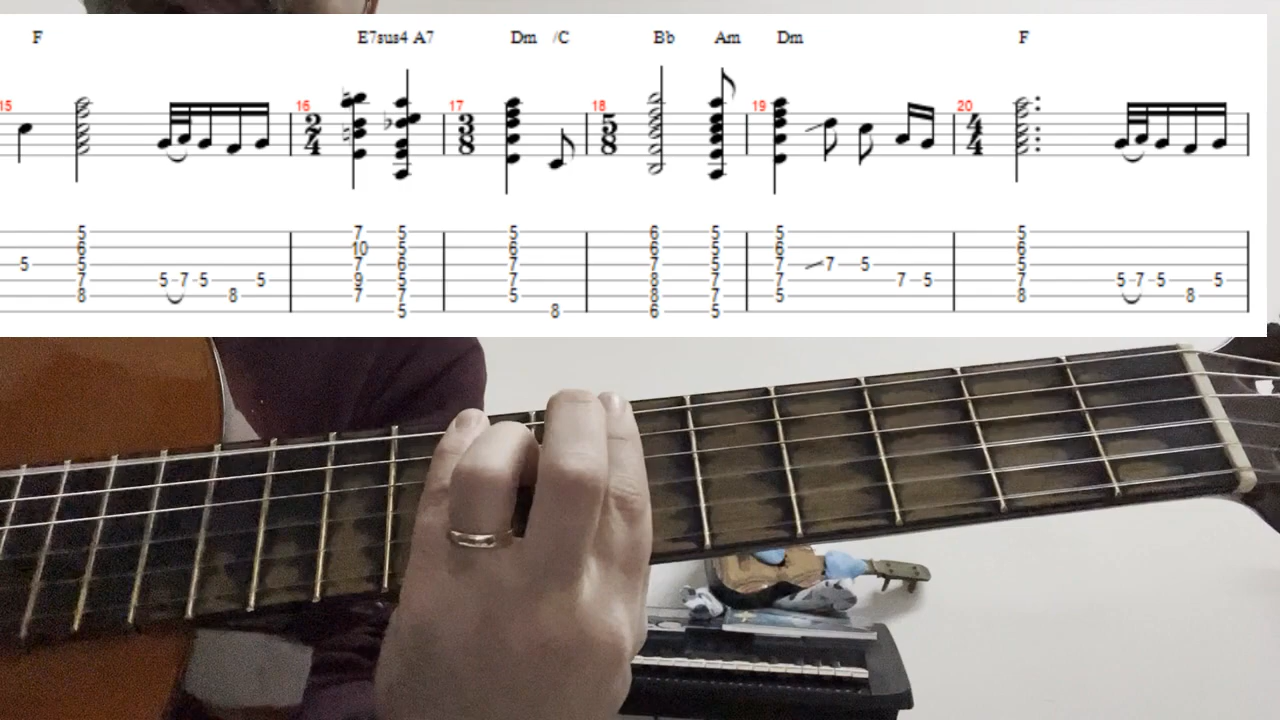 F E7sus4 A7 Dm /C Bb Am Dm F
15 16 17 18 19 20
2 3 5 4
4 8 8 4
5 7 5 5 6 5 5 5
6 10 5 6 6 5 6 6
5 5 7 6 7 7 5 7 7 5 5
7 5 7 5 9 5 7 8 7 7 7 5 7 5 7 5 5
8 8 7 7 5 8 7 5 8 8
5 8 6 5